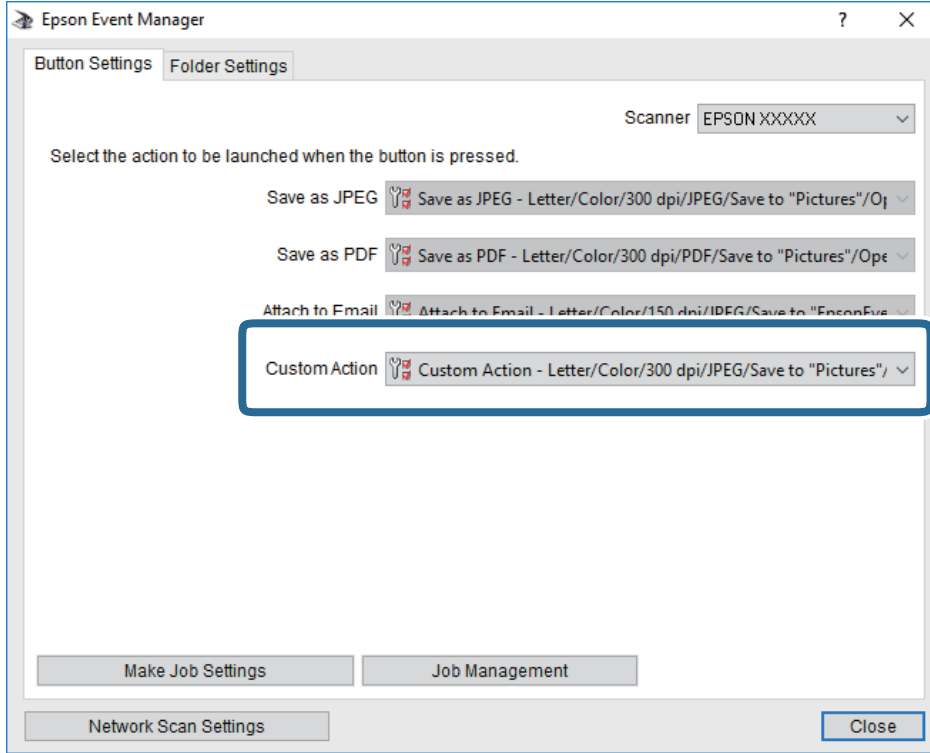 Epson Event Manager
Button Settings Folder Settings
Scanner EPSON XXXXX
Select the action to be launched when the button is pressed.
Save as JPEG Save as JPEG - Letter/Color/300 dpi/JPEG/Save to "Pictures"/Op
Save as PDF Save as PDF - Letter/Color/300 dpi/PDF/Save to "Pictures"/Ope
Attach to Email Attach to Email - Letter/Color/150 dpi/JPEG/Save to "EpsonEve
Custom Action Custom Action - Letter/Color/300 dpi/JPEG/Save to "Pictures"/
Make Job Settings Job Management
Network Scan Settings Close